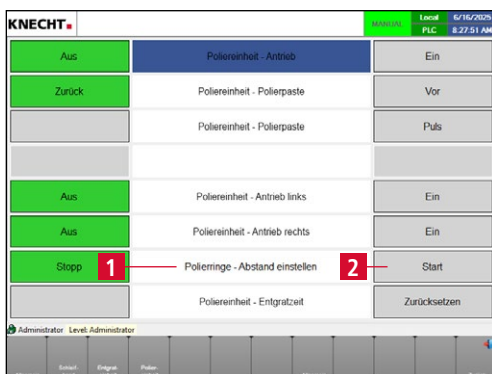 KNECHT
MANUAL
Local 6/16/2025
PLC 8:27:51 AM
Aus Poliereinheit - Antrieb Ein
Zurück Poliereinheit - Polierpaste Vor
Poliereinheit - Polierpaste Puls
Aus Poliereinheit - Antrieb links Ein
Aus Poliereinheit - Antrieb rechts Ein
Stopp 1 Polierringe - Abstand einstellen 2 Start
Poliereinheit - Entgratzeit Zurücksetzen
Administrator Level: Administrator